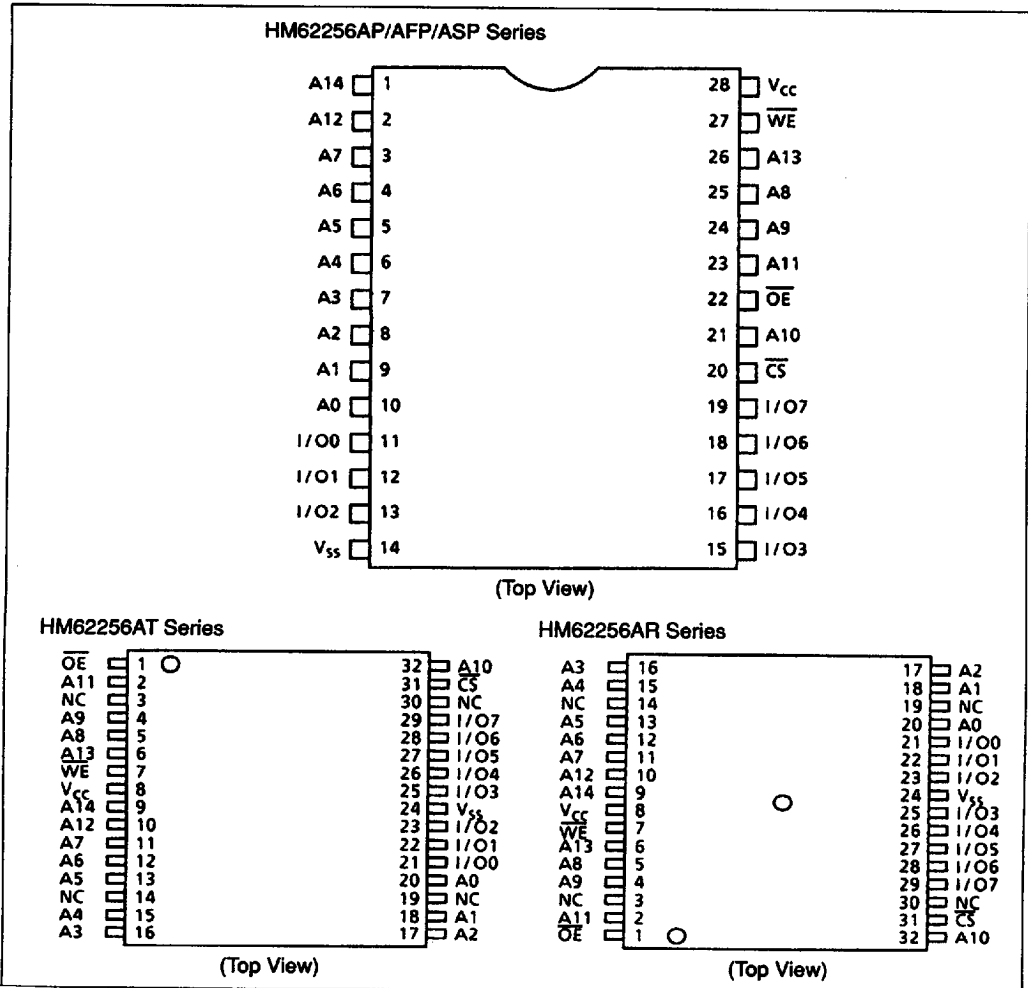 HM62256AP/AFP/ASP Series
A14 1 28 VCC
A12 2 27 WE
A7 3 26 A13
A6 4 25 A8
A5 5 24 A9
A4 6 23 A11
A3 7 22 OE
A2 8 21 A10
A1 9 20 CS
A0 10 19 I/O7
I/O0 11 18 I/O6
I/O1 12 17 I/O5
I/O2 13 16 I/O4
VSS 14 15 I/O3
(Top View)
HM62256AT Series
OE 1 32 A10
A11 2 31 CS
NC 3 30 NC
A9 4 29 I/O7
A8 5 28 I/O6
A13 6 27 I/O5
WE 7 26 I/O4
VCC 8 25 I/O3
A14 9 24 VSS
A12 10 23 I/O2
A7 11 22 I/O1
A6 12 21 I/O0
A5 13 20 A0
NC 14 19 NC
A4 15 18 A1
A3 16 17 A2
(Top View)
HM62256AR Series
A3 16 17 A2
A4 15 18 A1
NC 14 19 NC
A5 13 20 A0
A6 12 21 I/O0
A7 11 22 I/O1
A12 10 23 I/O2
A14 9 24 VSS
VCC 8 25 I/O3
WE 7 26 I/O4
A13 6 27 I/O5
A8 5 28 I/O6
A9 4 29 I/O7
NC 3 30 NC
A11 2 31 CS
OE 1 32 A10
(Top View)